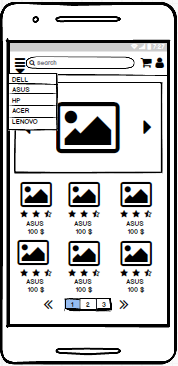 search
DELL
ASUS
HP
ACER
LENOVO
ASUS ASUS ASUS
100 $ 100 $ 100 $
ASUS ASUS ASUS
100 $ 100 $ 100 $
1 2 3